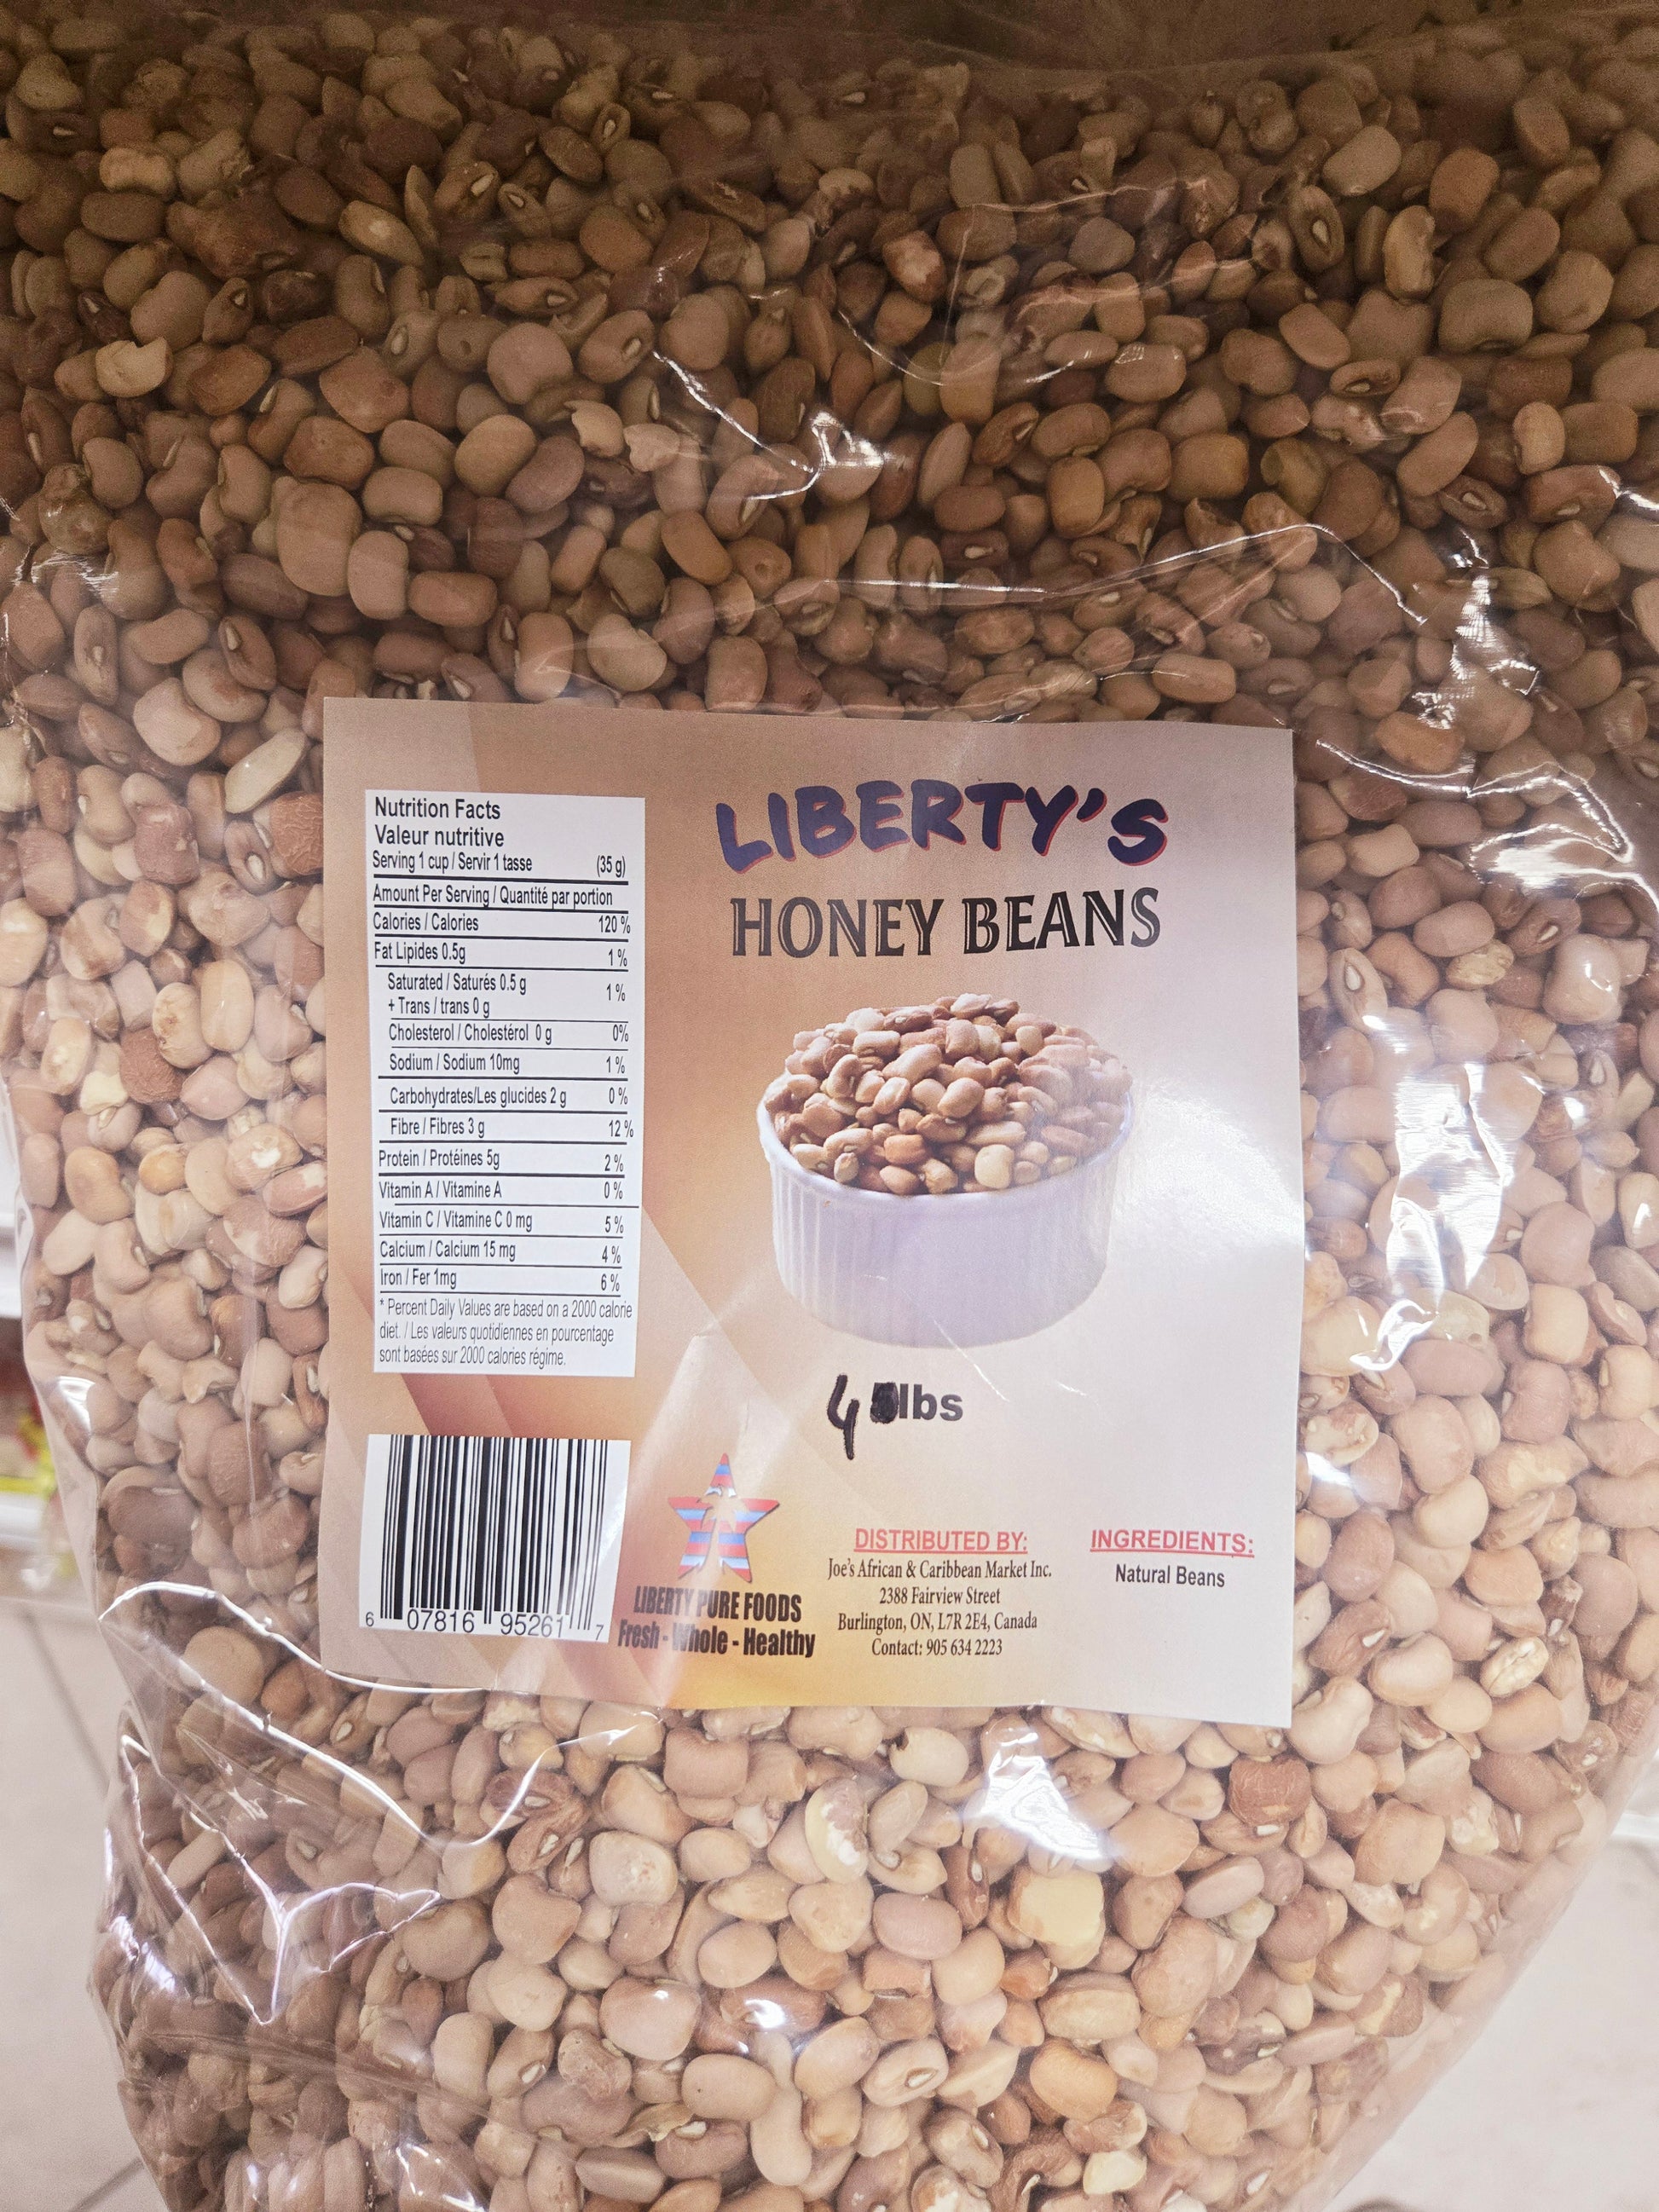 Nutrition Facts
Valeur nutritive
Serving 1 cup / Servir 1 tasse (35 g)
Amount Per Serving / Quantité par portion
Calories / Calories 120 %
Fat Lipides 0.5g 1 %
Saturated / Saturés 0.5 g
+ Trans / trans 0 g 1 %
Cholesterol / Cholestérol 0 g 0%
Sodium / Sodium 10mg 1 %
Carbohydrates/Les glucides 2 g 0 %
Fibre / Fibres 3 g 12 %
Protein / Protéines 5g 2 %
Vitamin A / Vitamine A 0 %
Vitamin C / Vitamine C 0 mg 5 %
Calcium / Calcium 15 mg 4 %
Iron / Fer 1mg 6 %
* Percent Daily Values are based on a 2000 calorie
diet. / Les valeurs quotidiennes en pourcentage
sont basées sur 2000 calories régime.
LIBERTY'S
HONEY BEANS
4 lbs
6 07816 95261 7
LIBERTY PURE FOODS
Fresh - Whole - Healthy
DISTRIBUTED BY:
Joe's African & Caribbean Market Inc.
2388 Fairview Street
Burlington, ON, L7R 2E4, Canada
Contact: 905 634 2223
INGREDIENTS:
Natural Beans